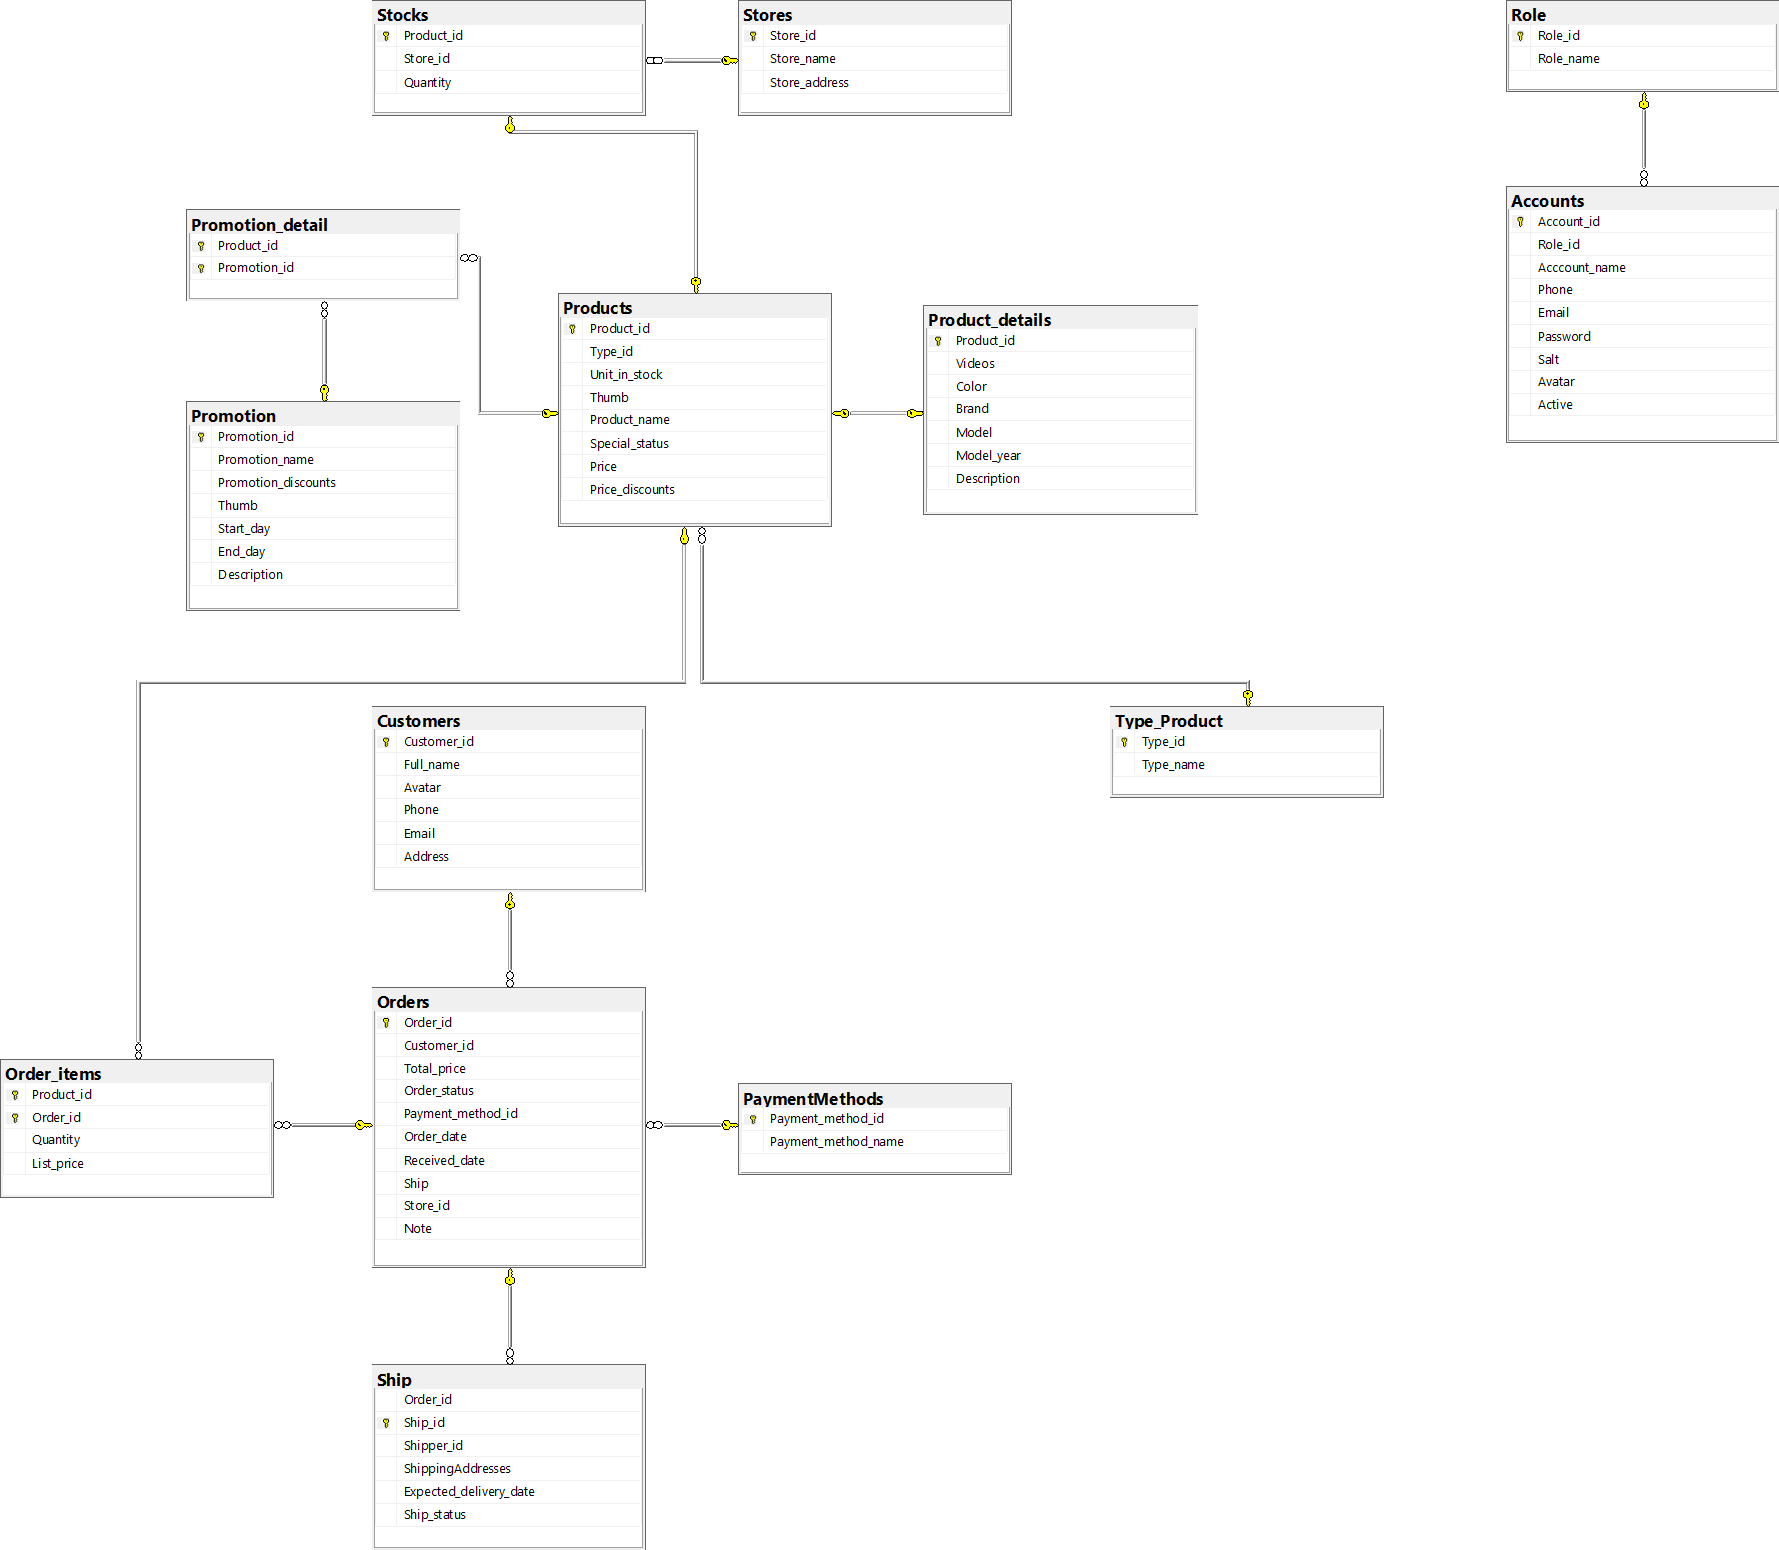 Stocks
Product_id
Store_id
Quantity
Stores
Store_id
Store_name
Store_address
Role
Role_id
Role_name
Accounts
Account_id
Role_id
Acccount_name
Phone
Email
Password
Salt
Avatar
Active
Promotion_detail
Product_id
Promotion_id
Products
Product_id
Type_id
Unit_in_stock
Thumb
Product_name
Special_status
Price
Price_discounts
Product_details
Product_id
Videos
Color
Brand
Model
Model_year
Description
Promotion
Promotion_id
Promotion_name
Promotion_discounts
Thumb
Start_day
End_day
Description
Customers
Customer_id
Full_name
Avatar
Phone
Email
Address
Type_Product
Type_id
Type_name
Orders
Order_id
Customer_id
Total_price
Order_status
Payment_method_id
Order_date
Received_date
Ship
Store_id
Note
Order_items
Product_id
Order_id
Quantity
List_price
PaymentMethods
Payment_method_id
Payment_method_name
Ship
Order_id
Ship_id
Shipper_id
ShippingAddresses
Expected_delivery_date
Ship_status